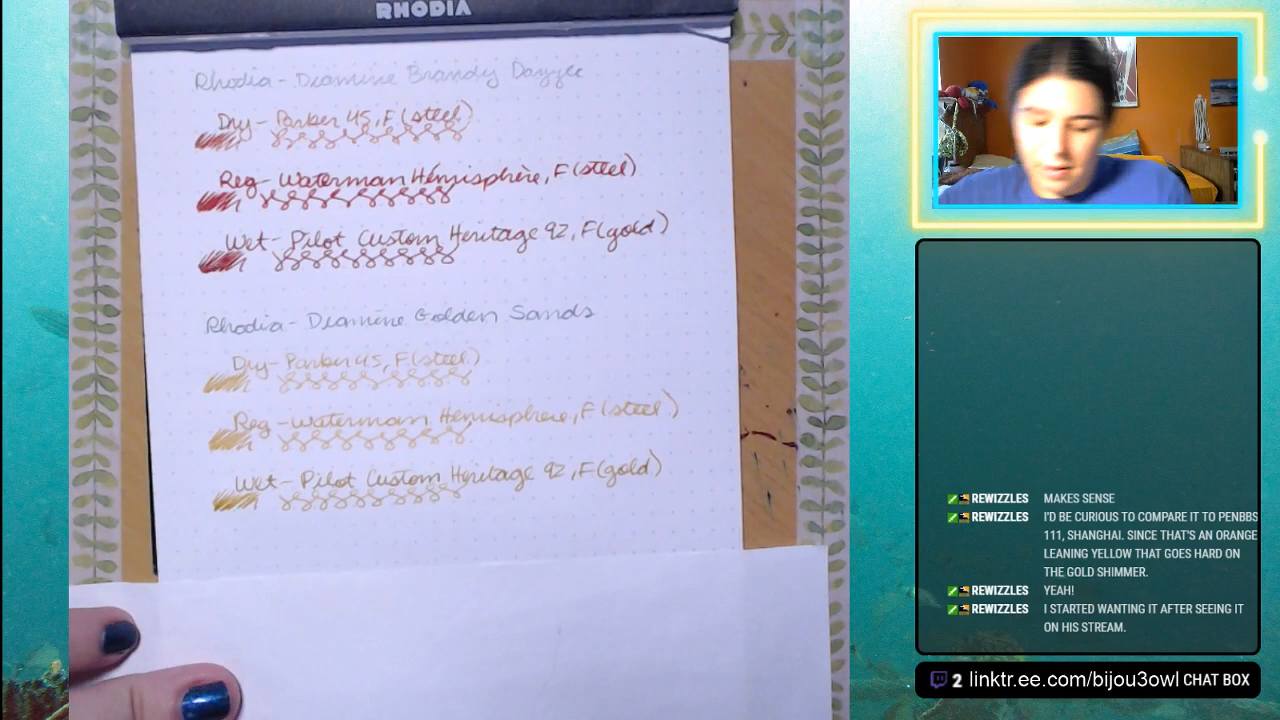 RHODIA
Rhodia - Diamine Brandy Dazzle
Dry - Parker 45, F (steel)
Reg - Waterman Hémisphère, F (steel)
Wet - Pilot Custom Heritage 92, F (gold)
Rhodia - Diamine Golden Sands
Dry - Parker 45, F (steel)
Reg - Waterman Hemisphere, F (steel)
Wet - Pilot Custom Heritage 92, F (gold)
REWIZZLES MAKES SENSE
REWIZZLES I'D BE CURIOUS TO COMPARE IT TO PENBBS
111, SHANGHAI. SINCE THAT'S AN ORANGE
LEANING YELLOW THAT GOES HARD ON
THE GOLD SHIMMER.
REWIZZLES YEAH!
REWIZZLES I STARTED WANTING IT AFTER SEEING IT
ON HIS STREAM.
2 linktr.ee.com/bijou3owl CHAT BOX